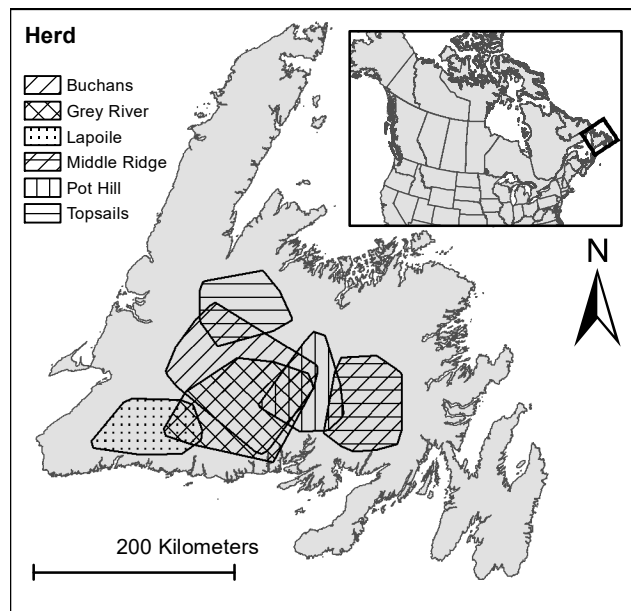 Herd
Buchans
Grey River
Lapoile
Middle Ridge
Pot Hill
Topsails
N
200 Kilometers